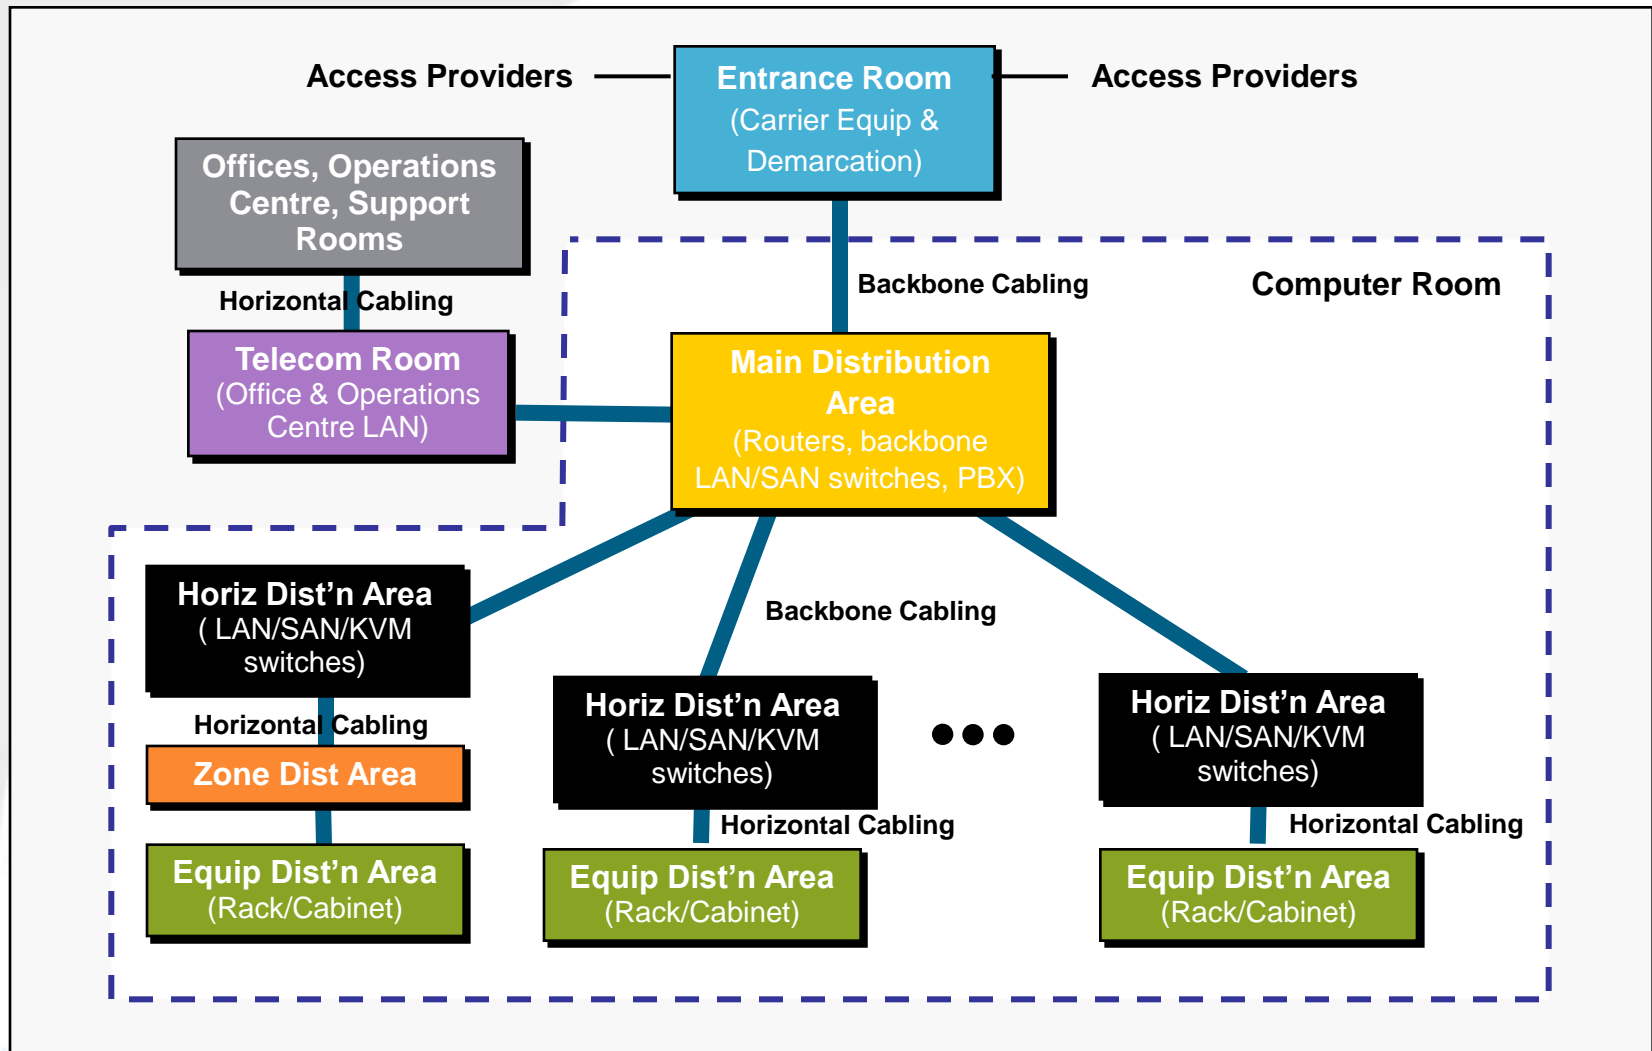 Access Providers
Entrance Room
(Carrier Equip &
Demarcation)
Access Providers
Offices, Operations
Centre, Support
Rooms
Horizontal Cabling
Backbone Cabling
Computer Room
Telecom Room
(Office & Operations
Centre LAN)
Main Distribution
Area
(Routers, backbone
LAN/SAN switches, PBX)
Horiz Dist’n Area
( LAN/SAN/KVM
switches)
Backbone Cabling
Horizontal Cabling
Zone Dist Area
Equip Dist’n Area
(Rack/Cabinet)
Horiz Dist’n Area
( LAN/SAN/KVM
switches)
Horizontal Cabling
Equip Dist’n Area
(Rack/Cabinet)
Horiz Dist’n Area
( LAN/SAN/KVM
switches)
Horizontal Cabling
Equip Dist’n Area
(Rack/Cabinet)